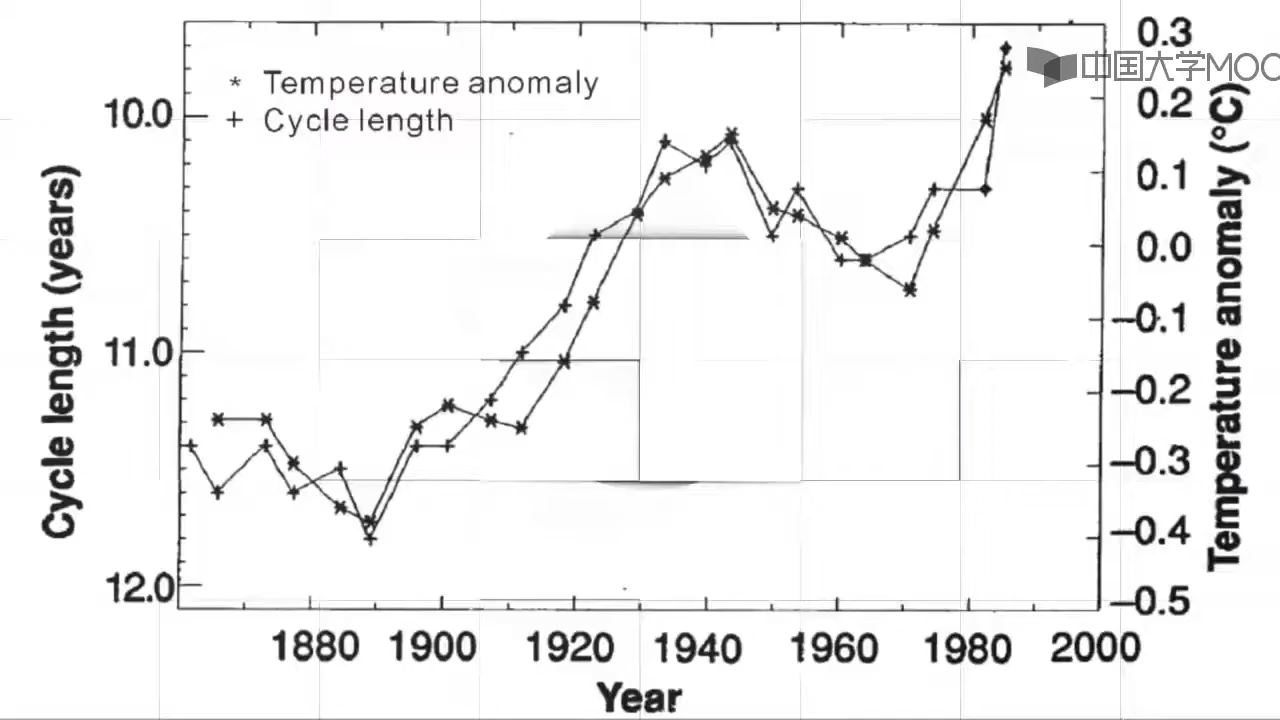 中国大学MOOC
* Temperature anomaly
+ Cycle length
Cycle length (years)
10.0
11.0
12.0
0.3
0.2
0.1
0.0
–0.1
–0.2
–0.3
–0.4
–0.5
Temperature anomaly (°C)
1880 1900 1920 1940 1960 1980 2000
Year